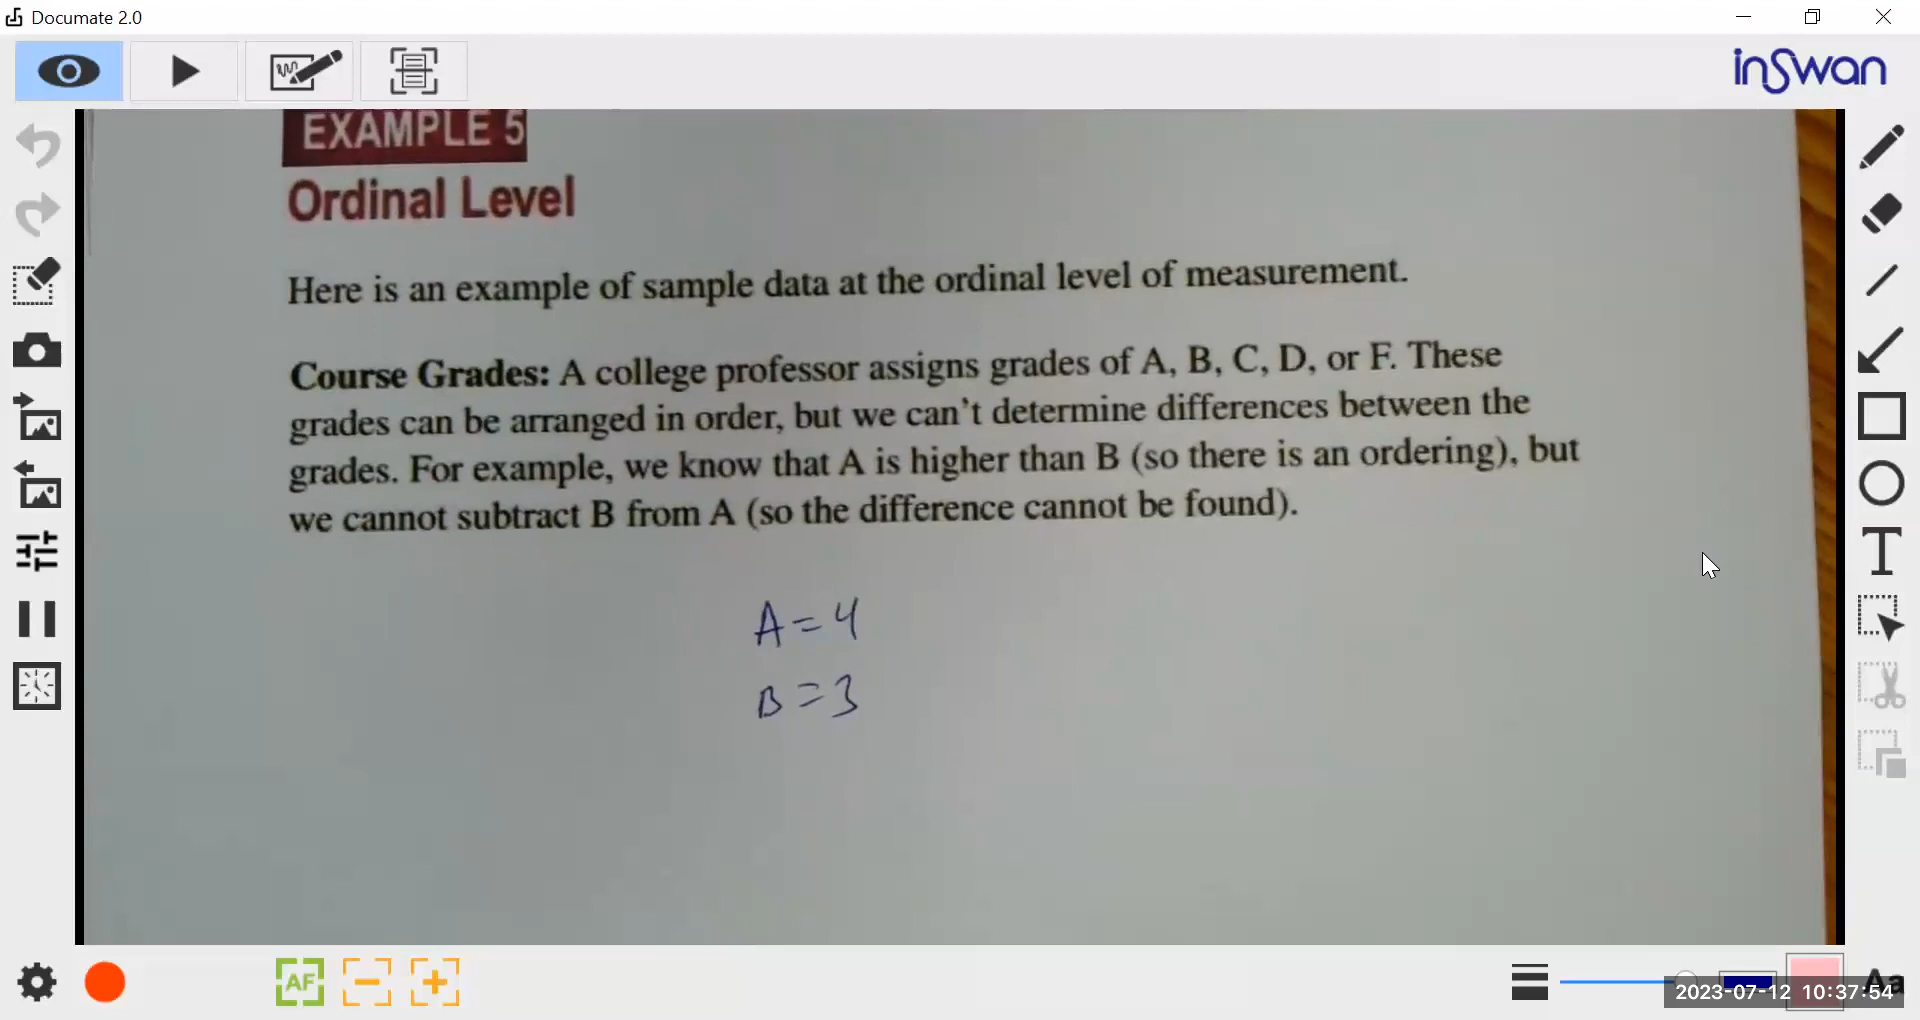 Documate 2.0
inSwan
EXAMPLE 5
Ordinal Level
Here is an example of sample data at the ordinal level of measurement.
Course Grades: A college professor assigns grades of A, B, C, D, or F. These
grades can be arranged in order, but we can't determine differences between the
grades. For example, we know that A is higher than B (so there is an ordering), but
we cannot subtract B from A (so the difference cannot be found).
A = 4
B = 3
T
AF
Aa
2023-07-12 10:37:54